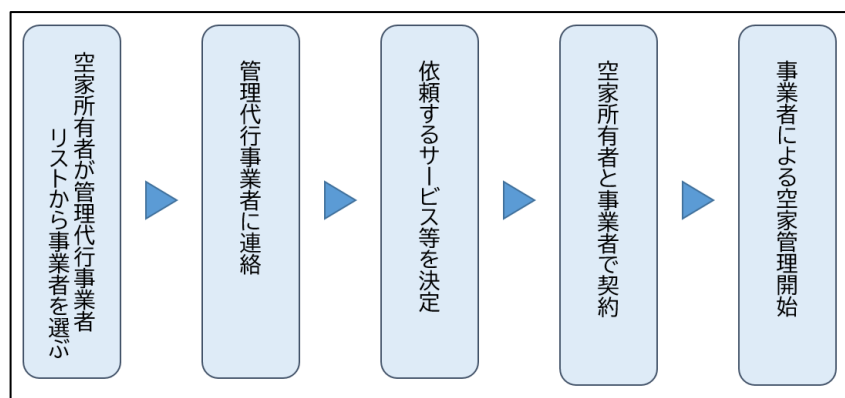 空家所有者が管理代行事業者
リストから事業者を選ぶ
管理代行事業者に連絡
依頼するサービス等を決定
空家所有者と事業者で契約
事業者による空家管理開始